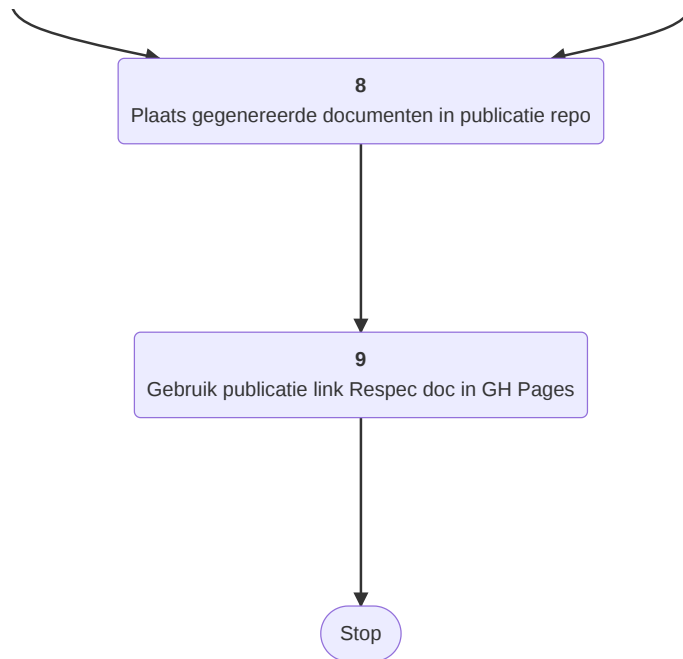 8
Plaats gegenereerde documenten in publicatie repo
9
Gebruik publicatie link Respec doc in GH Pages
Stop